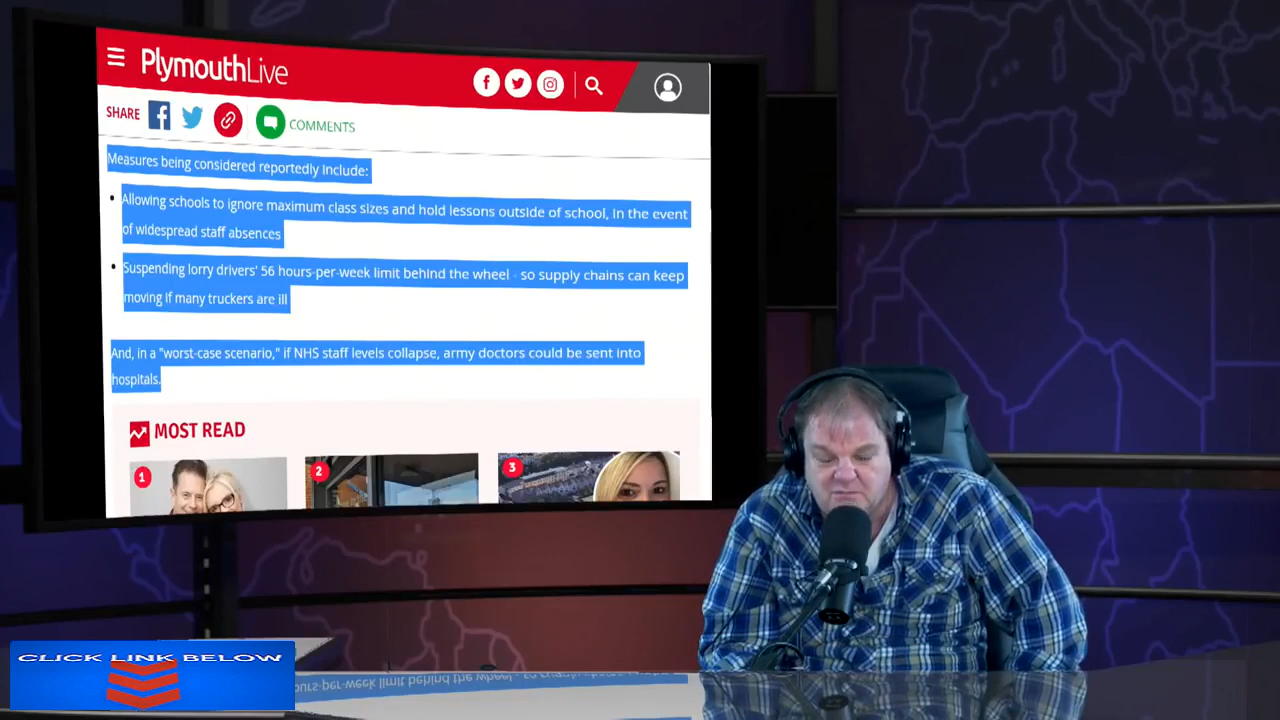 PlymouthLive
SHARE
COMMENTS
Measures being considered reportedly include:
Allowing schools to ignore maximum class sizes and hold lessons outside of school, in the event
of widespread staff absences
Suspending lorry drivers' 56 hours-per-week limit behind the wheel - so supply chains can keep
moving if many truckers are ill
And, in a "worst-case scenario," if NHS staff levels collapse, army doctors could be sent into
hospitals.
MOST READ
1
2
3
CLICK LINK BELOW